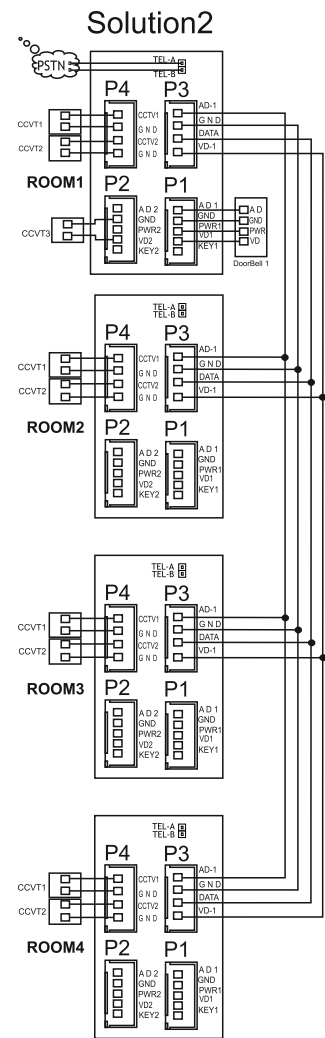 Solution2
PSTN
TEL-A
TEL-B
P4 P3
CCVT1 CCTV1 AD-1
GND GND
CCVT2 CCTV2 DATA
GND VD-1
ROOM1
P2 P1
AD2 AD1 AD
GND GND GND
CCVT3 PWR2 PWR1 PWR
VD2 VD1 VD
KEY2 KEY1
DoorBell 1
TEL-A
TEL-B
P4 P3
CCVT1 CCTV1 AD-1
GND GND
CCVT2 CCTV2 DATA
GND VD-1
ROOM2
P2 P1
AD2 AD1
GND GND
PWR2 PWR1
VD2 VD1
KEY2 KEY1
TEL-A
TEL-B
P4 P3
CCVT1 CCTV1 AD-1
GND GND
CCVT2 CCTV2 DATA
GND VD-1
ROOM3
P2 P1
AD2 AD1
GND GND
PWR2 PWR1
VD2 VD1
KEY2 KEY1
TEL-A
TEL-B
P4 P3
CCVT1 CCTV1 AD-1
GND GND
CCVT2 CCTV2 DATA
GND VD-1
ROOM4
P2 P1
AD2 AD1
GND GND
PWR2 PWR1
VD2 VD1
KEY2 KEY1